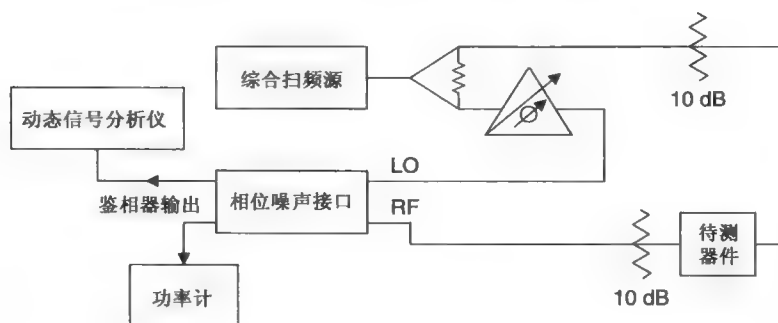 综合扫频源
10 dB
动态信号分析仪
LO
鉴相器输出
相位噪声接口
RF
待测
器件
10 dB
功率计